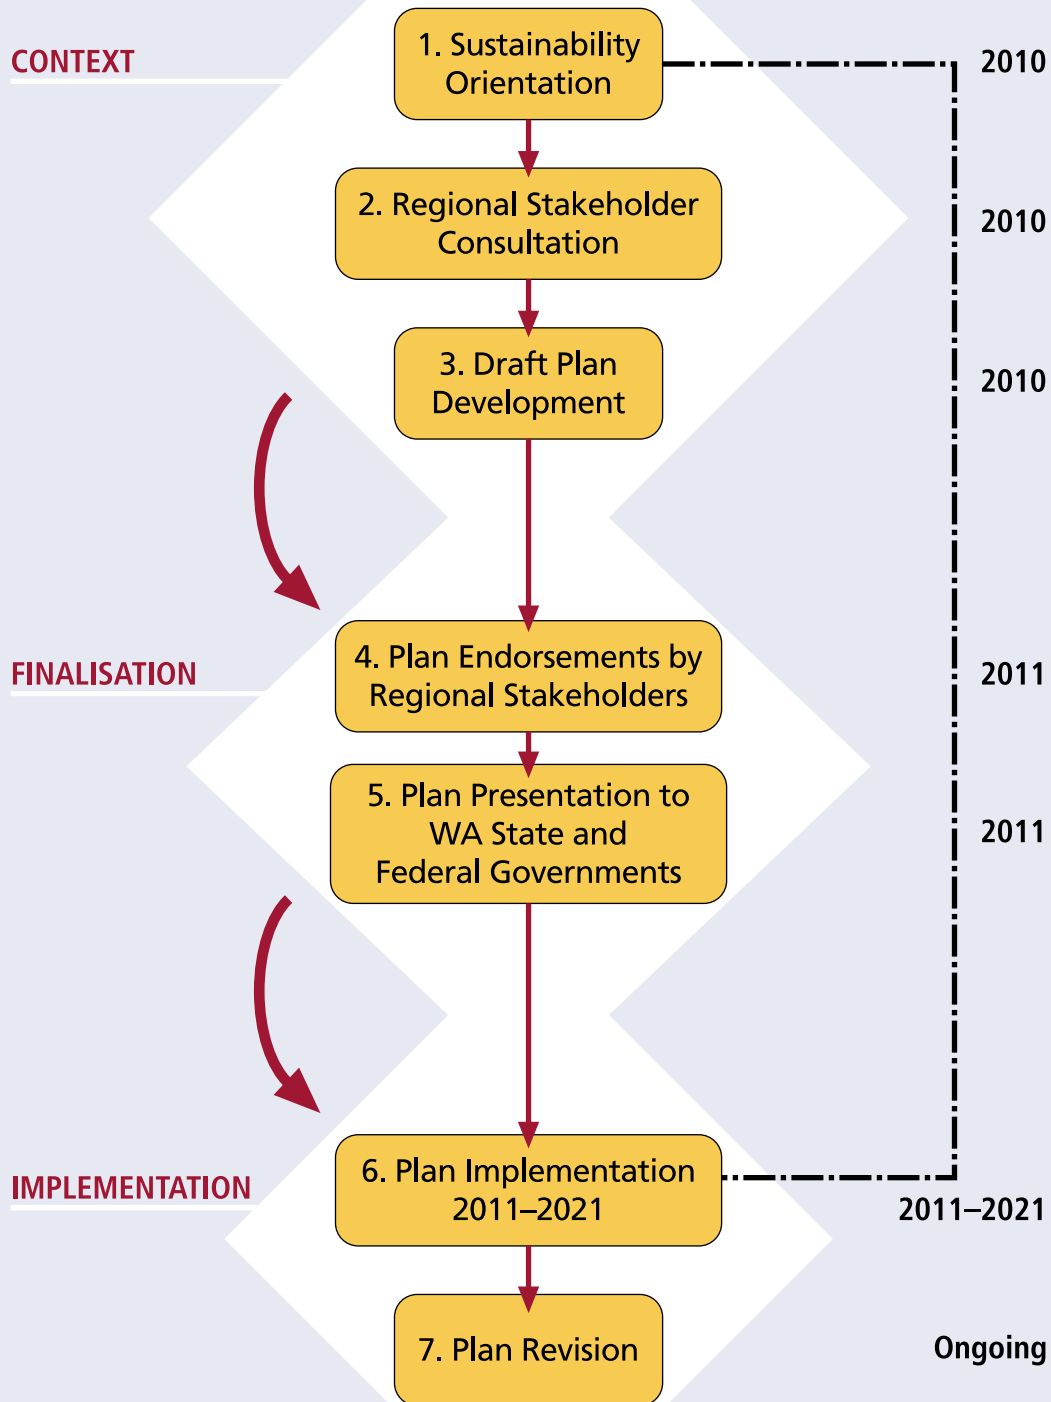 CONTEXT
1. Sustainability
Orientation
2010
2. Regional Stakeholder
Consultation
2010
3. Draft Plan
Development
2010
FINALISATION
4. Plan Endorsements by
Regional Stakeholders
2011
5. Plan Presentation to
WA State and
Federal Governments
2011
IMPLEMENTATION
6. Plan Implementation
2011–2021
2011–2021
7. Plan Revision
Ongoing